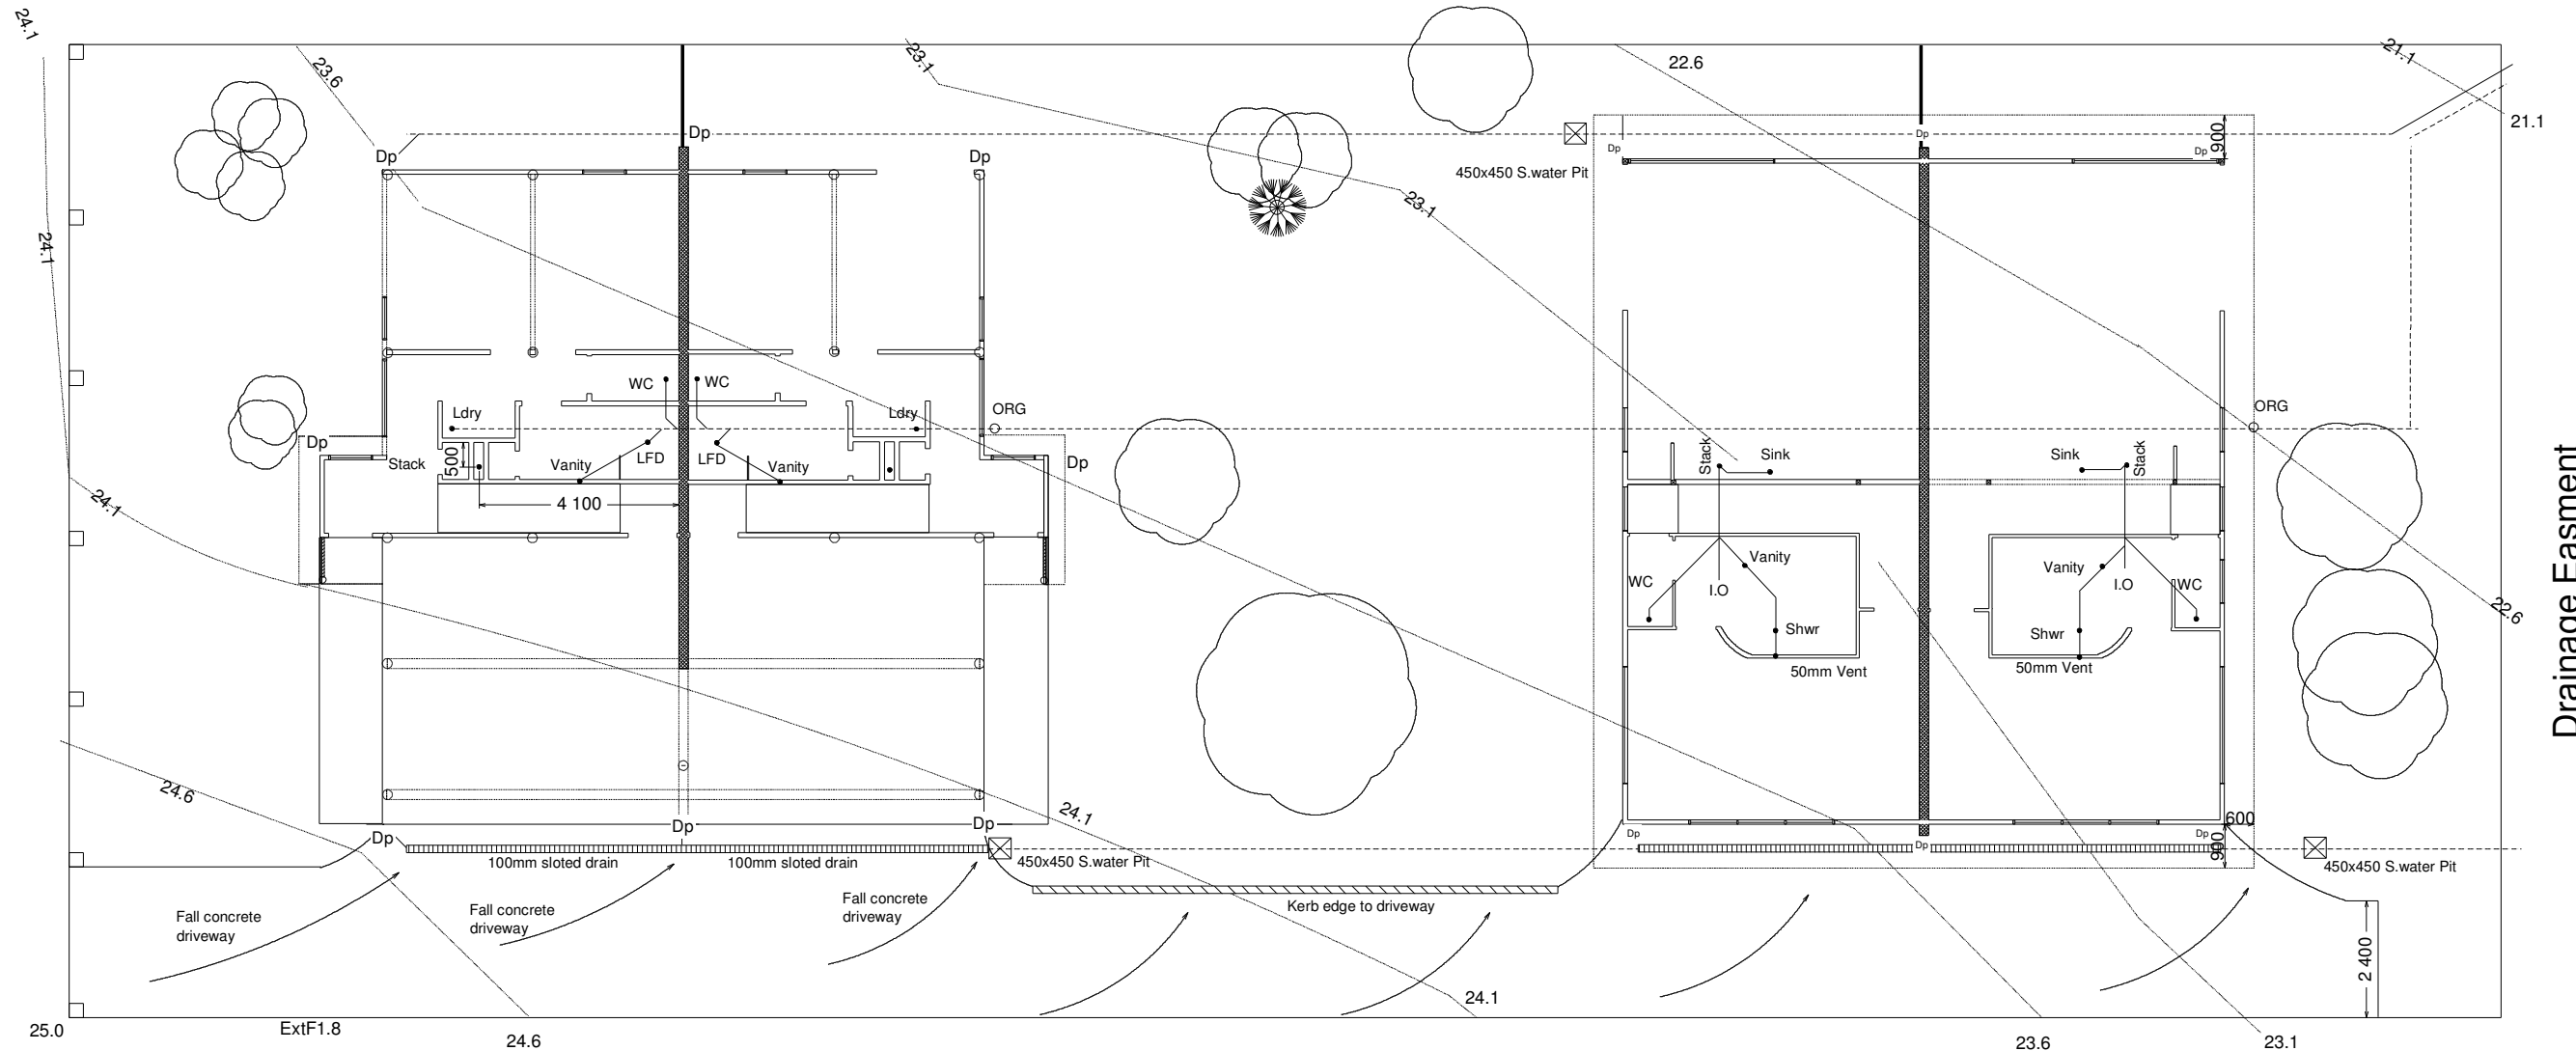 24.1
23.6
23.1
22.6
21.1
21.1
Dp
Dp
Dp
Dp
Dp
Dp
900
450x450 S.water Pit
23.1
24.1
WC
WC
Ldry
Ldry
ORG
ORG
Dp
Stack
500
Vanity
LFD
LFD
Vanity
Dp
Stack
Sink
Sink
Stack
24.1
4 100
Vanity
WC
I.O
Shwr
50mm Vent
Vanity
I.O
WC
Shwr
50mm Vent
22.6
Drainage Easment
24.6
24.1
Dp
Dp
Dp
600
Dp
Dp
Dp
900
100mm sloted drain
100mm sloted drain
450x450 S.water Pit
450x450 S.water Pit
Fall concrete
driveway
Fall concrete
driveway
Fall concrete
driveway
Kerb edge to driveway
2 400
24.1
25.0
ExtF1.8
24.6
23.6
23.1